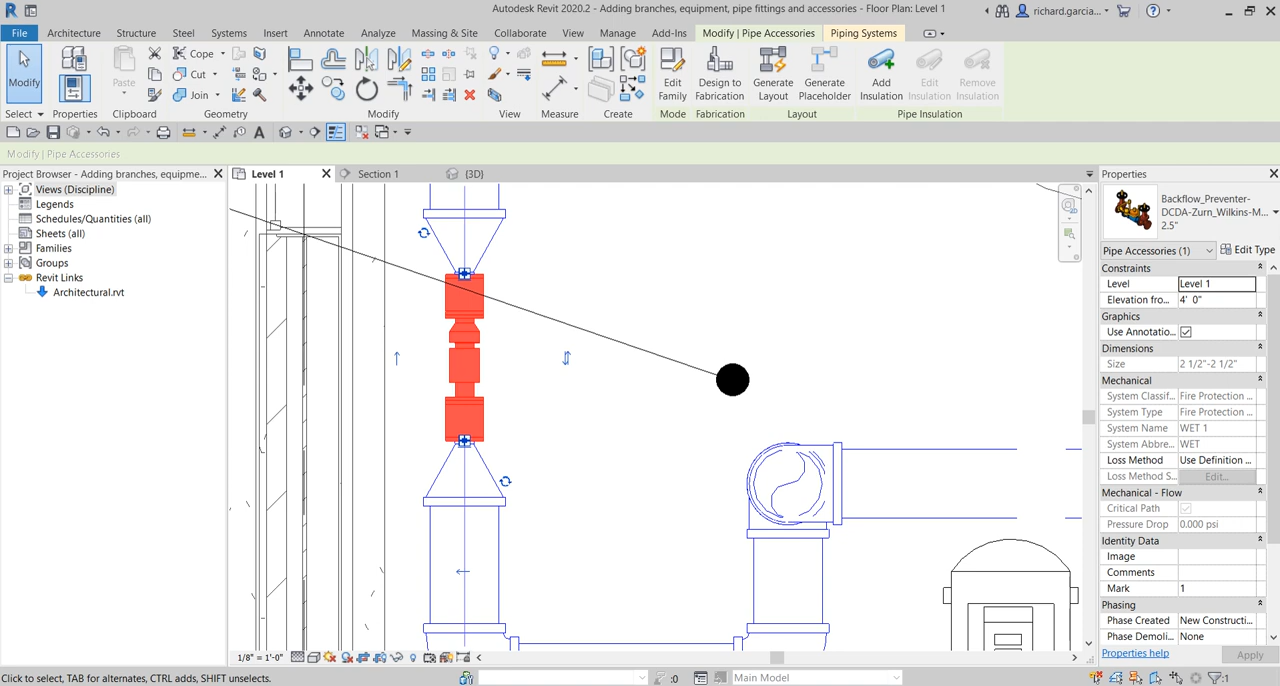 Autodesk Revit 2020.2 - Adding branches, equipment, pipe fittings and accessories - Floor Plan: Level 1
richard.garcia...
File Architecture Structure Steel Systems Insert Annotate Analyze Massing & Site Collaborate View Manage Add-Ins Modify | Pipe Accessories Piping Systems
Modify
Paste
Cope
Cut
Join
Edit Family
Design to Fabrication
Generate Layout
Generate Placeholder
Add Insulation
Edit Insulation
Remove Insulation
Select Properties Clipboard Geometry Modify View Measure Create Mode Fabrication Layout Pipe Insulation
Modify | Pipe Accessories
Project Browser - Adding branches, equipme...
Level 1 Section 1 {3D}
Properties
Views (Discipline)
Legends
Schedules/Quantities (all)
Sheets (all)
Families
Groups
Revit Links
Architectural.rvt
Backflow_Preventer-
DCDA-Zurn_Wilkins-M...
2.5"
Pipe Accessories (1) Edit Type
Constraints
Level Level 1
Elevation fro... 4' 0"
Graphics
Use Annotatio...
Dimensions
Size 2 1/2"-2 1/2"
Mechanical
System Classif... Fire Protection ...
System Type Fire Protection ...
System Name WET 1
System Abbre... WET
Loss Method Use Definition ...
Loss Method S... Edit...
Mechanical - Flow
Critical Path
Pressure Drop 0.000 psi
Identity Data
Image
Comments
Mark 1
Phasing
Phase Created New Constructi...
Phase Demoli... None
Properties help Apply
1/8" = 1'-0"
Click to select, TAB for alternates, CTRL adds, SHIFT unselects.
:0
Main Model
:1